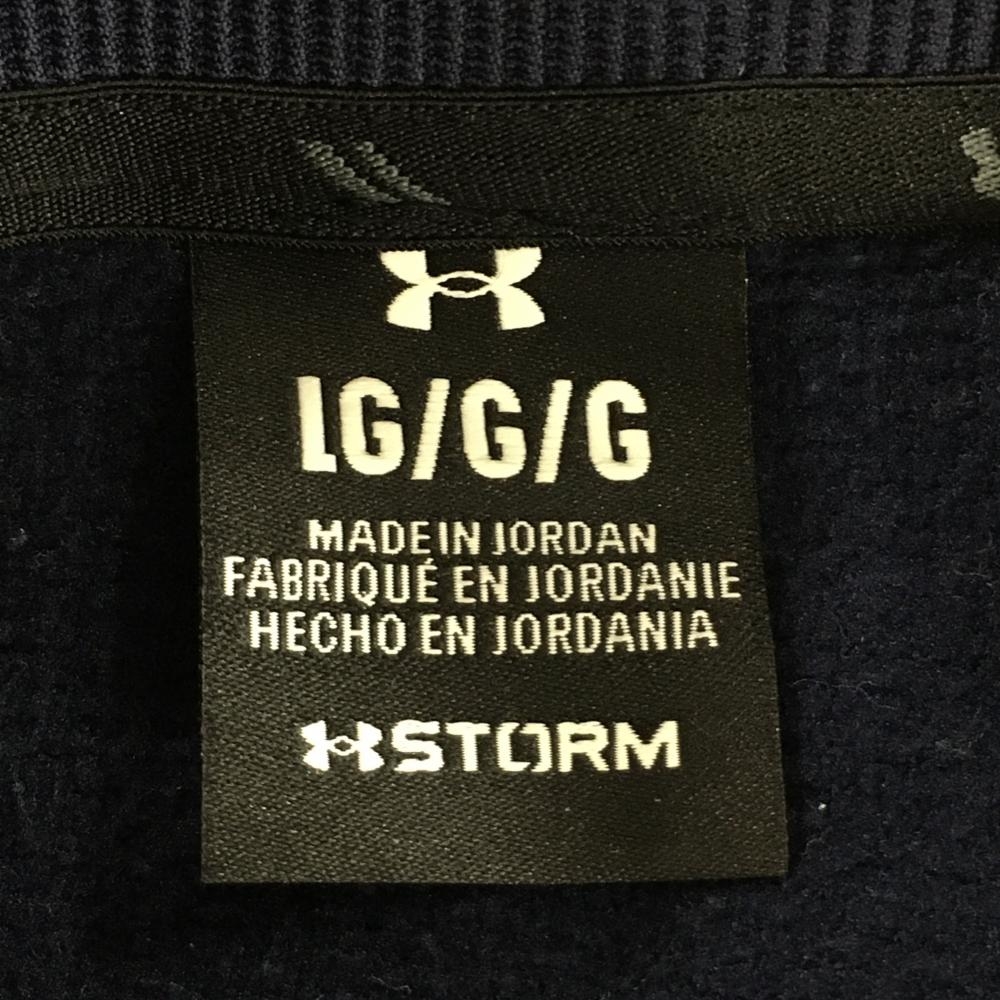 LG/G/G
MADE IN JORDAN
FABRIQUÉ EN JORDANIE
HECHO EN JORDANIA
STORM